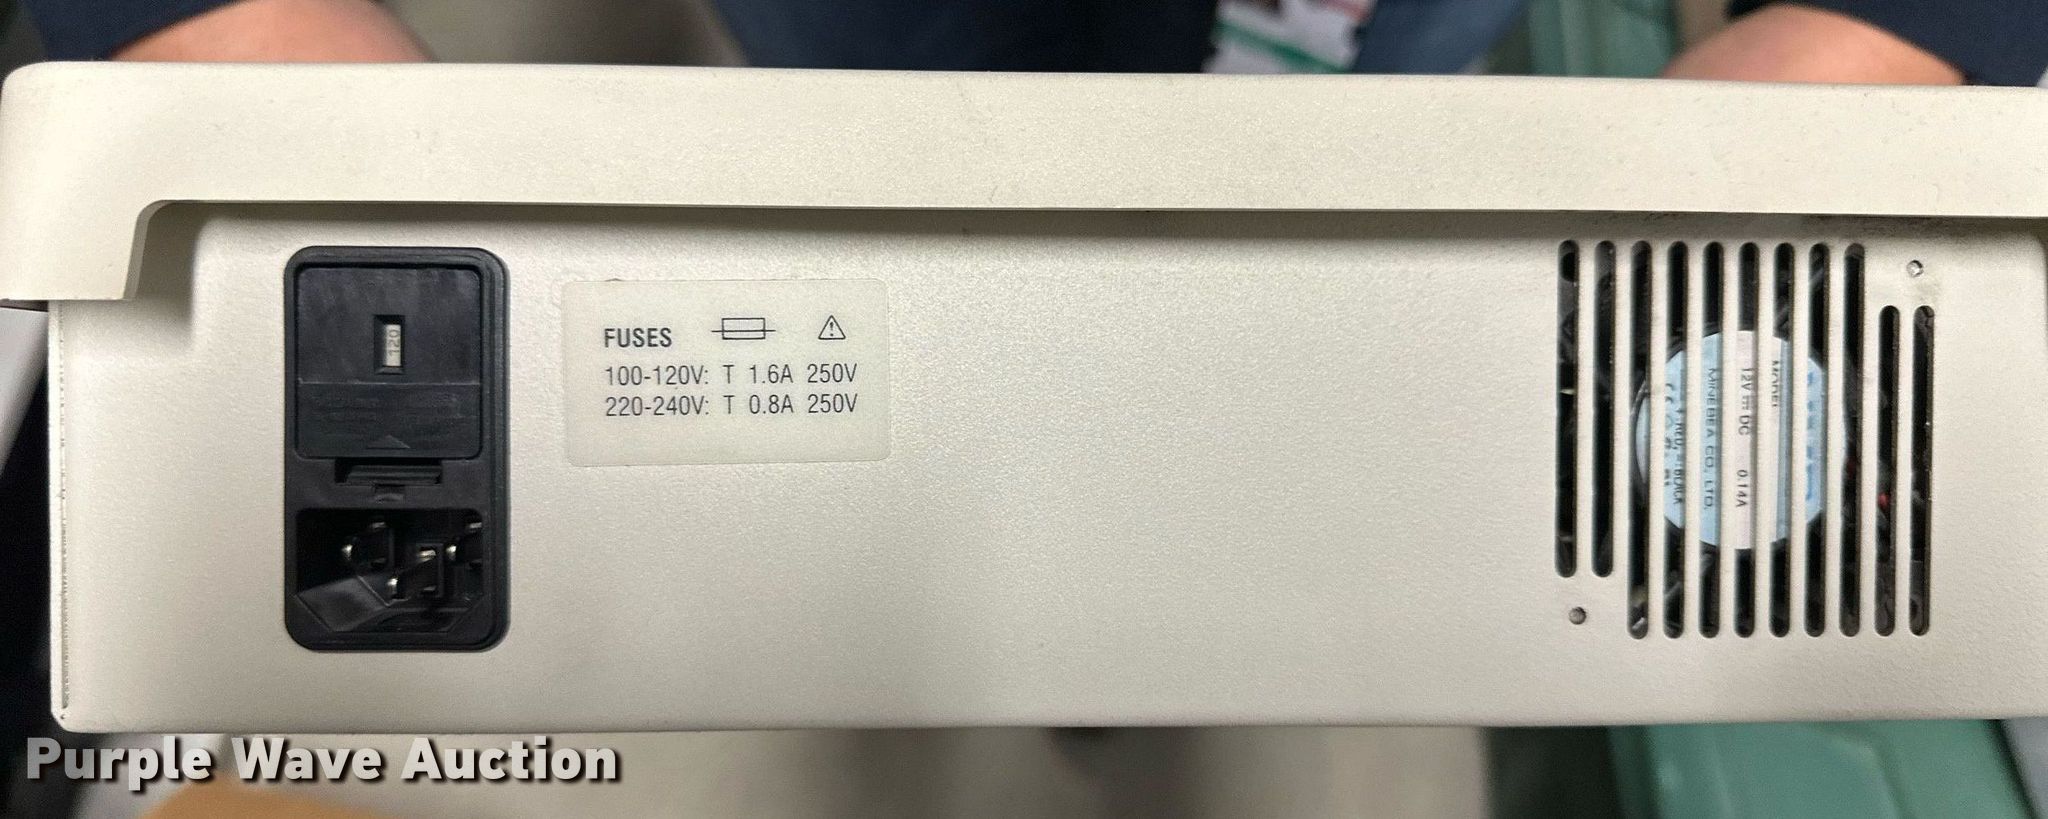 120
FUSES
100-120V: T 1.6A 250V
220-240V: T 0.8A 250V
MODEL
12V DC 0.14A
MINEBEA CO., LTD.
Purple Wave Auction